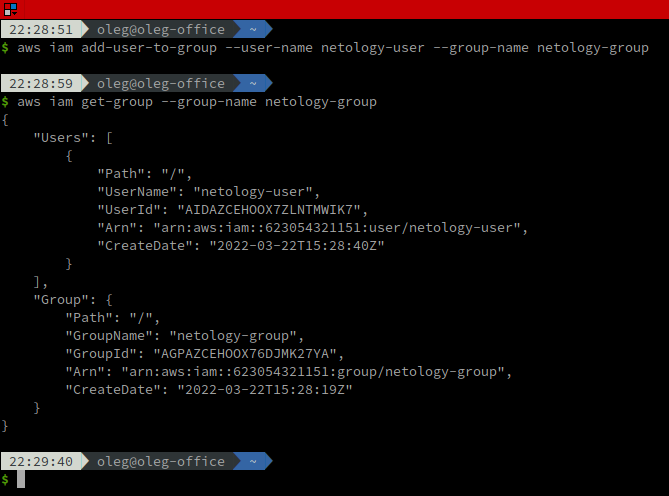 22:28:51 oleg@oleg-office ~
$ aws iam add-user-to-group --user-name netology-user --group-name netology-group
22:28:59 oleg@oleg-office ~
$ aws iam get-group --group-name netology-group
{
    "Users": [
        {
            "Path": "/",
            "UserName": "netology-user",
            "UserId": "AIDAZCEHOOX7ZLNTMWIK7",
            "Arn": "arn:aws:iam::623054321151:user/netology-user",
            "CreateDate": "2022-03-22T15:28:40Z"
        }
    ],
    "Group": {
        "Path": "/",
        "GroupName": "netology-group",
        "GroupId": "AGPAZCEHOOX76DJMK27YA",
        "Arn": "arn:aws:iam::623054321151:group/netology-group",
        "CreateDate": "2022-03-22T15:28:19Z"
    }
}
22:29:40 oleg@oleg-office ~
$